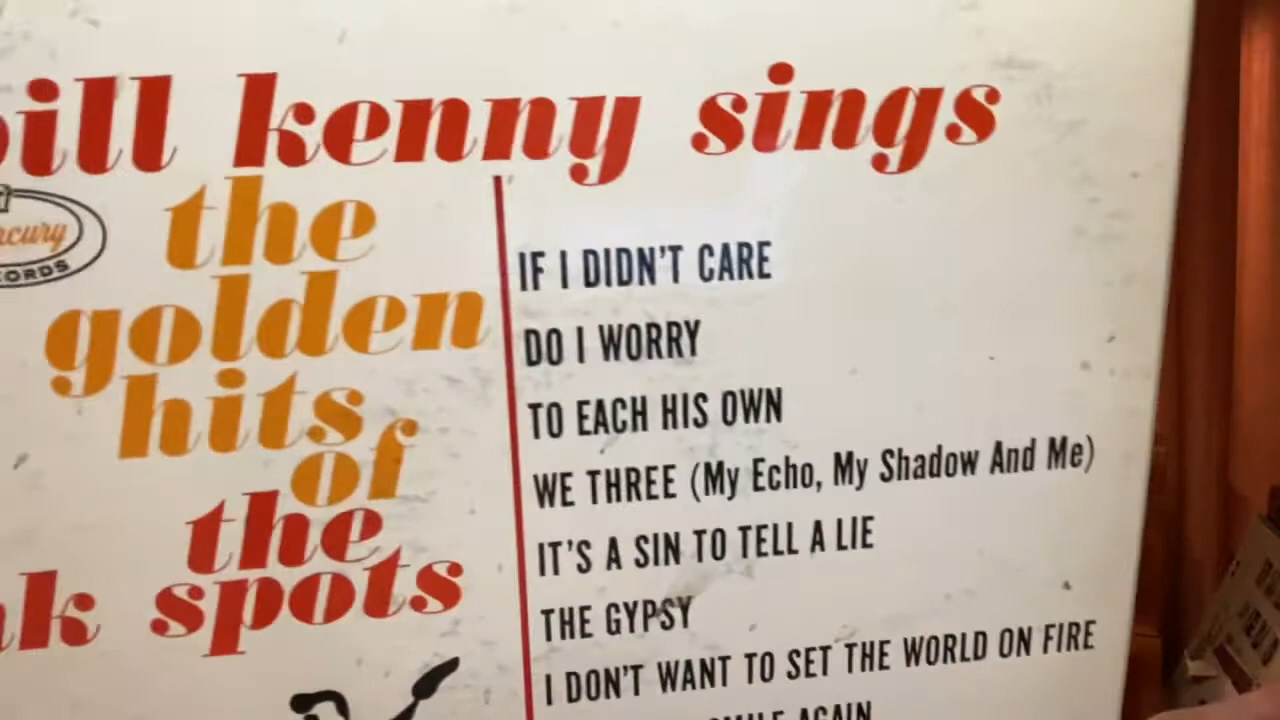 bill kenny sings
the
golden
hits
of
the
spots
IF I DIDN'T CARE
DO I WORRY
TO EACH HIS OWN
WE THREE (My Echo, My Shadow And Me)
IT'S A SIN TO TELL A LIE
THE GYPSY
I DON'T WANT TO SET THE WORLD ON FIRE
AGAIN